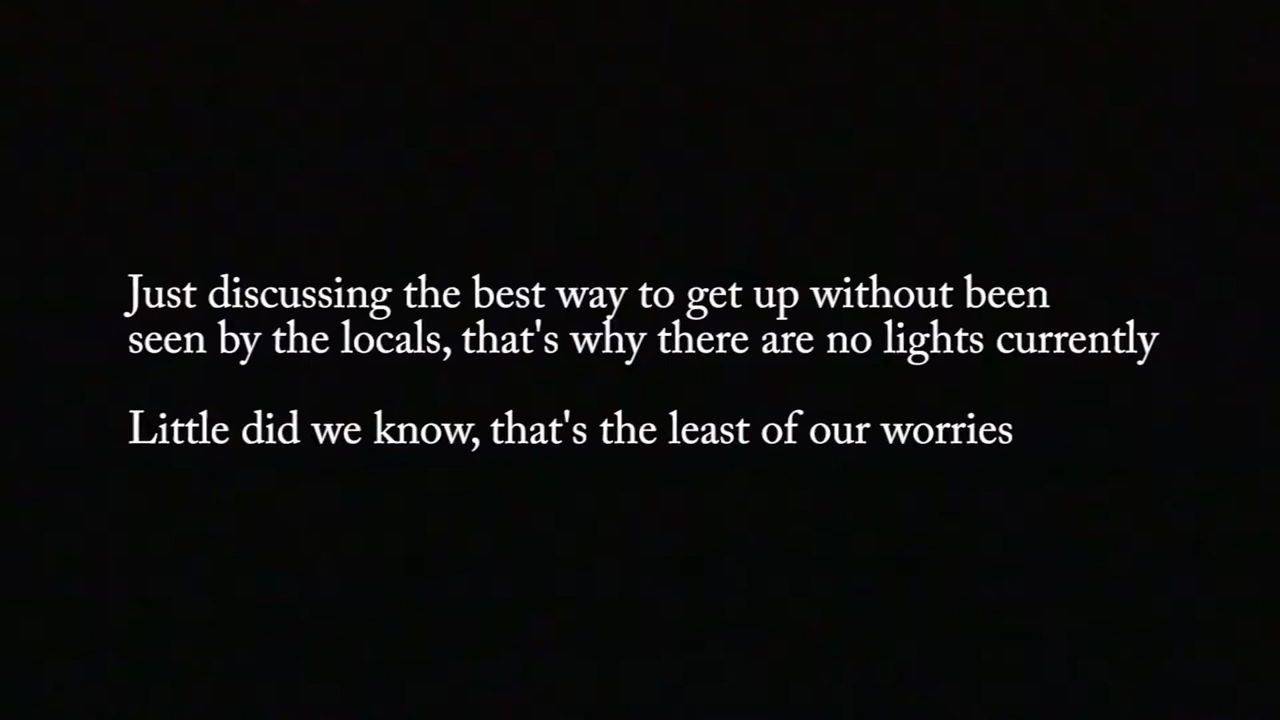 Just discussing the best way to get up without been
seen by the locals, that's why there are no lights currently
Little did we know, that's the least of our worries